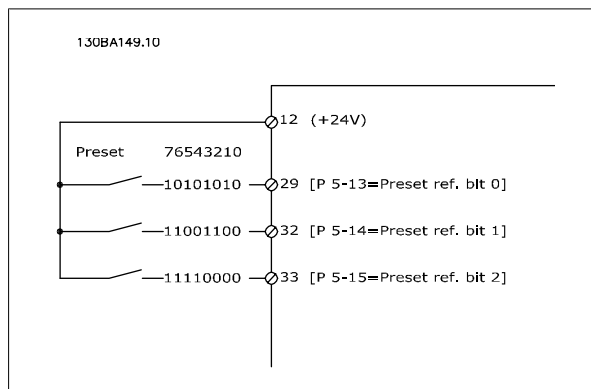 130BA149.10
12 (+24V)
Preset 76543210
10101010 29 [P 5-13=Preset ref. bit 0]
11001100 32 [P 5-14=Preset ref. bit 1]
11110000 33 [P 5-15=Preset ref. bit 2]